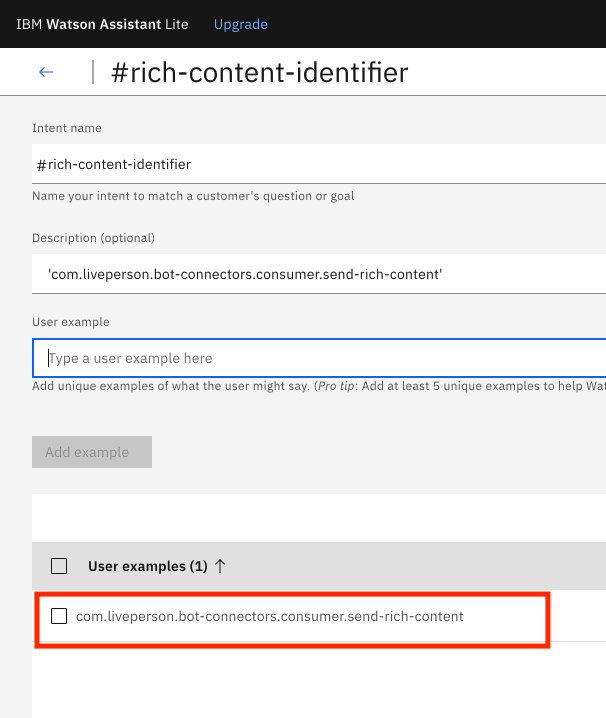 IBM Watson Assistant Lite Upgrade
← #rich-content-identifier
Intent name
#rich-content-identifier
Name your intent to match a customer's question or goal
Description (optional)
'com.liveperson.bot-connectors.consumer.send-rich-content'
User example
Type a user example here
Add unique examples of what the user might say. (Pro tip: Add at least 5 unique examples to help Wat
Add example
User examples (1) ↑
com.liveperson.bot-connectors.consumer.send-rich-content